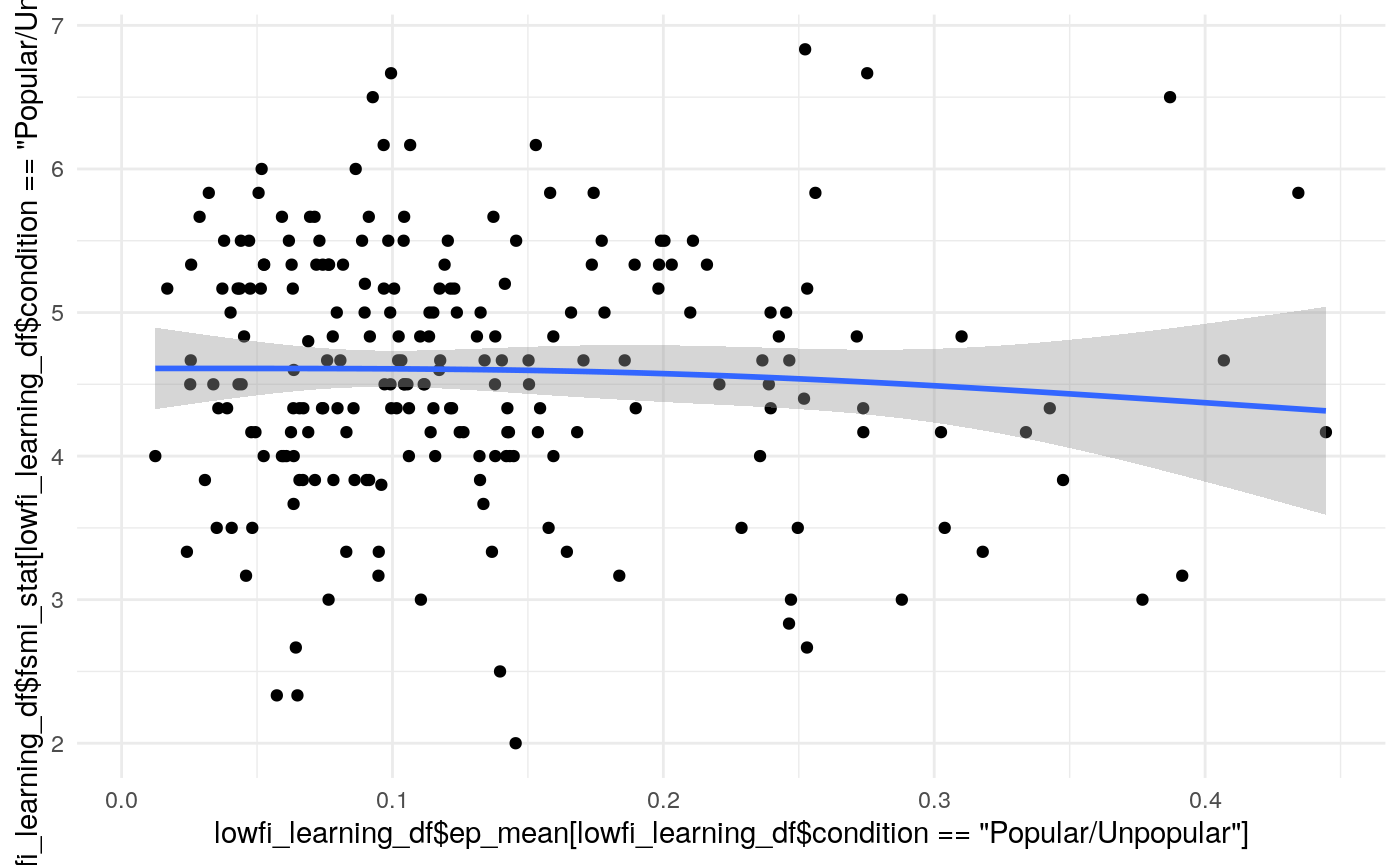 fi_learning_df$fsmi_stat[lowfi_learning_df$condition == "Popular/Un
7
6
5
4
3
2
0.0 0.1 0.2 0.3 0.4
lowfi_learning_df$ep_mean[lowfi_learning_df$condition == "Popular/Unpopular"]